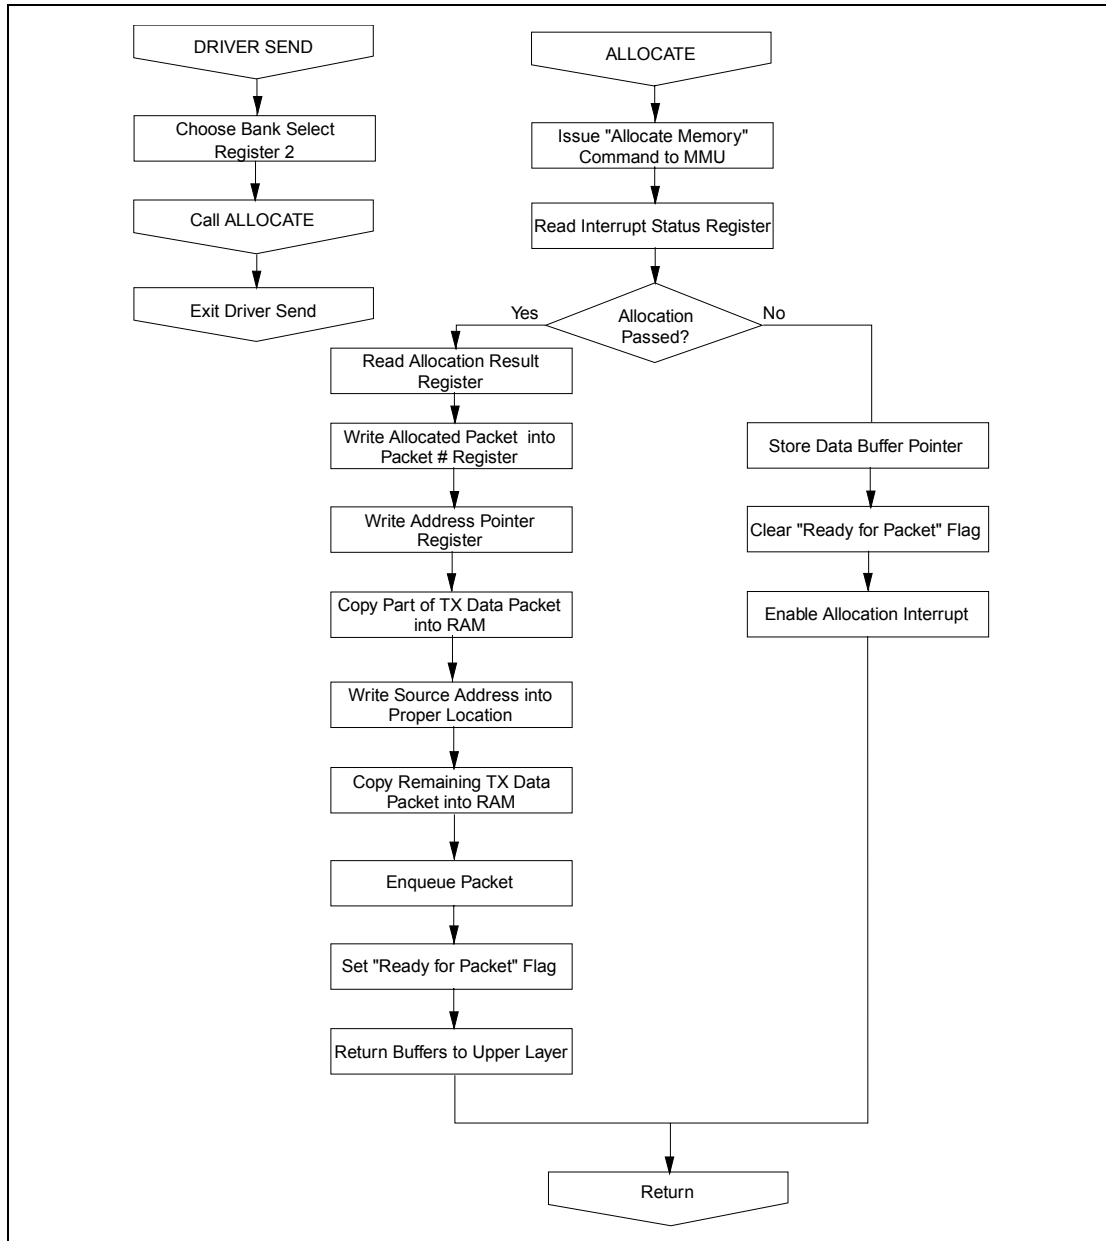 DRIVER SEND
Choose Bank Select
Register 2
Call ALLOCATE
Exit Driver Send
ALLOCATE
Issue "Allocate Memory"
Command to MMU
Read Interrupt Status Register
Allocation
Passed?
Yes
No
Read Allocation Result
Register
Write Allocated Packet into
Packet # Register
Write Address Pointer
Register
Copy Part of TX Data Packet
into RAM
Write Source Address into
Proper Location
Copy Remaining TX Data
Packet into RAM
Enqueue Packet
Set "Ready for Packet" Flag
Return Buffers to Upper Layer
Store Data Buffer Pointer
Clear "Ready for Packet" Flag
Enable Allocation Interrupt
Return